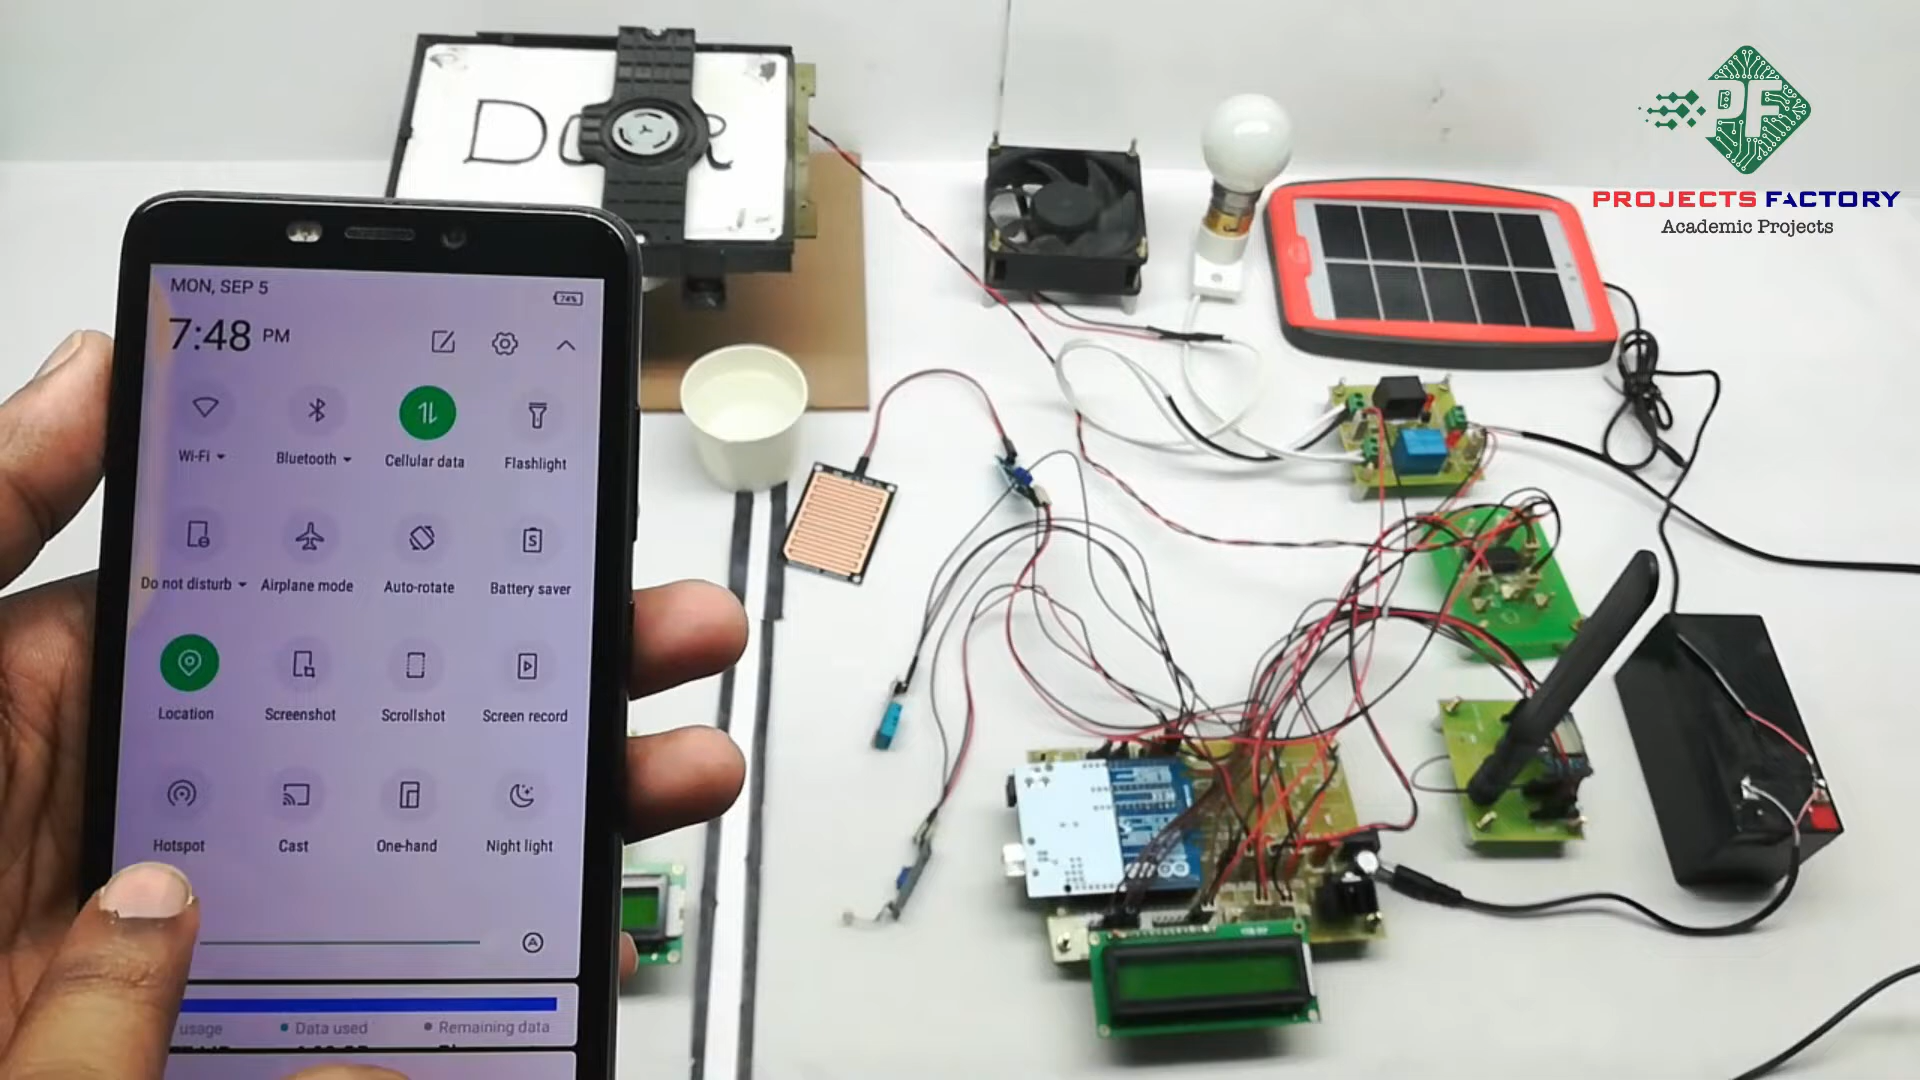 PROJECTS FACTORY
Academic Projects
MON, SEP 5
74%
7:48 PM
Wi-Fi
Bluetooth
Cellular data
Flashlight
Do not disturb
Airplane mode
Auto-rotate
Battery saver
Location
Screenshot
Scrollshot
Screen record
Hotspot
Cast
One-hand
Night light
usage
Data used
Remaining data